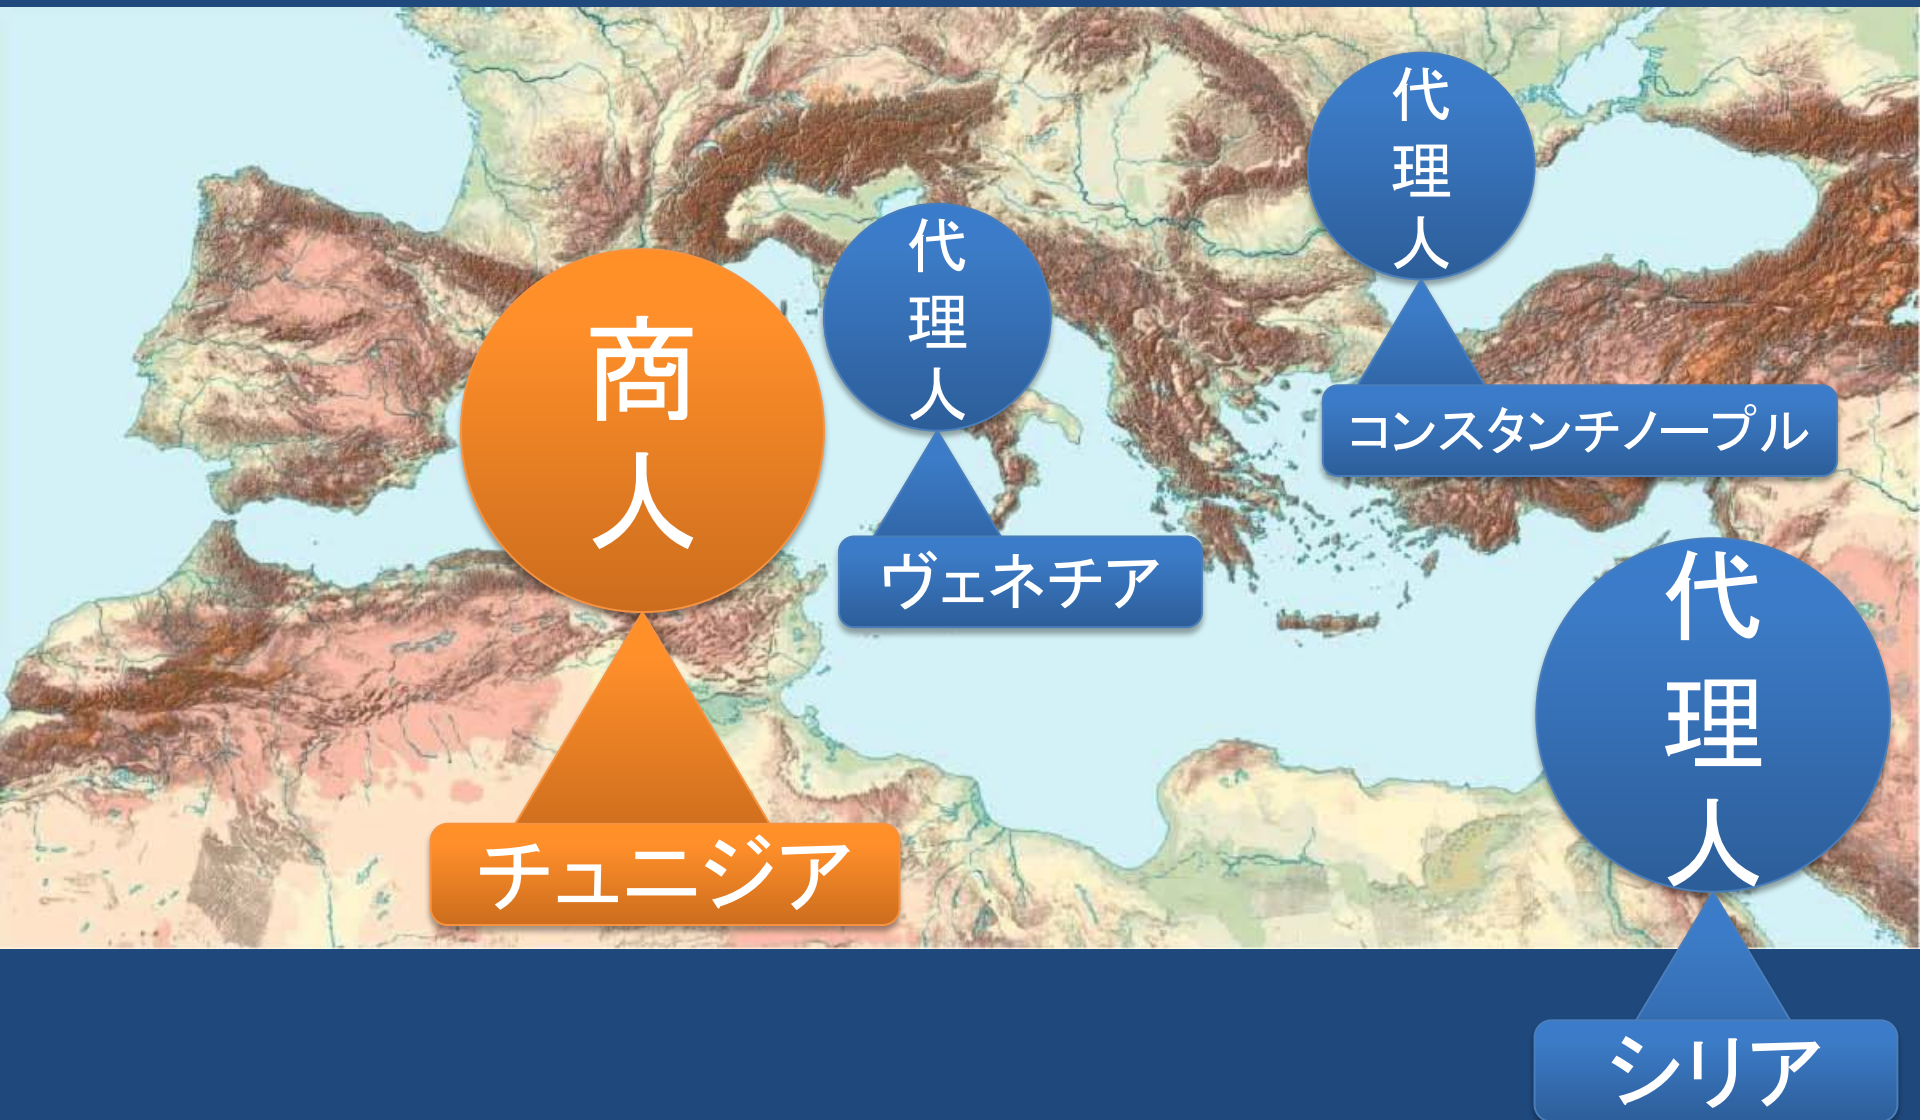 商人
チュニジア
代理人
ヴェネチア
代理人
コンスタンチノープル
代理人
シリア